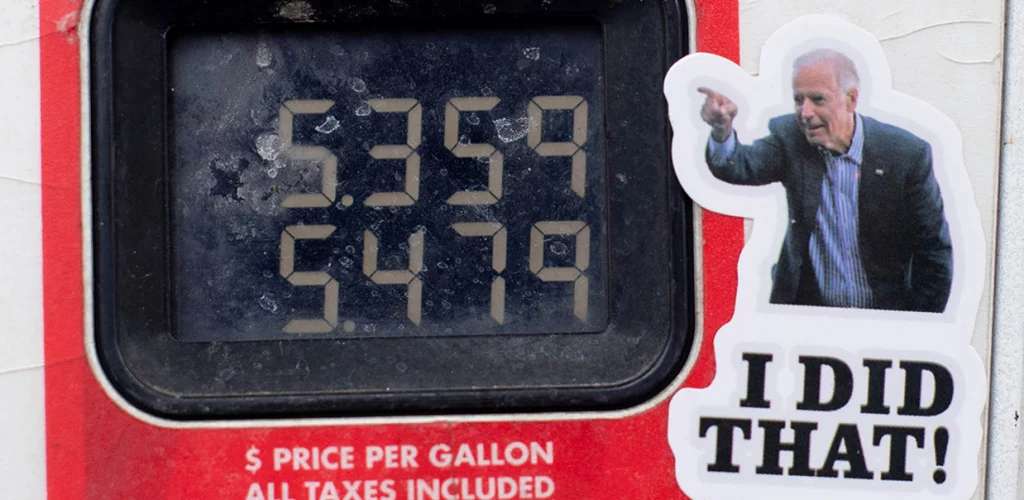 5.359
5.479
$ PRICE PER GALLON
ALL TAXES INCLUDED
I DID
THAT!